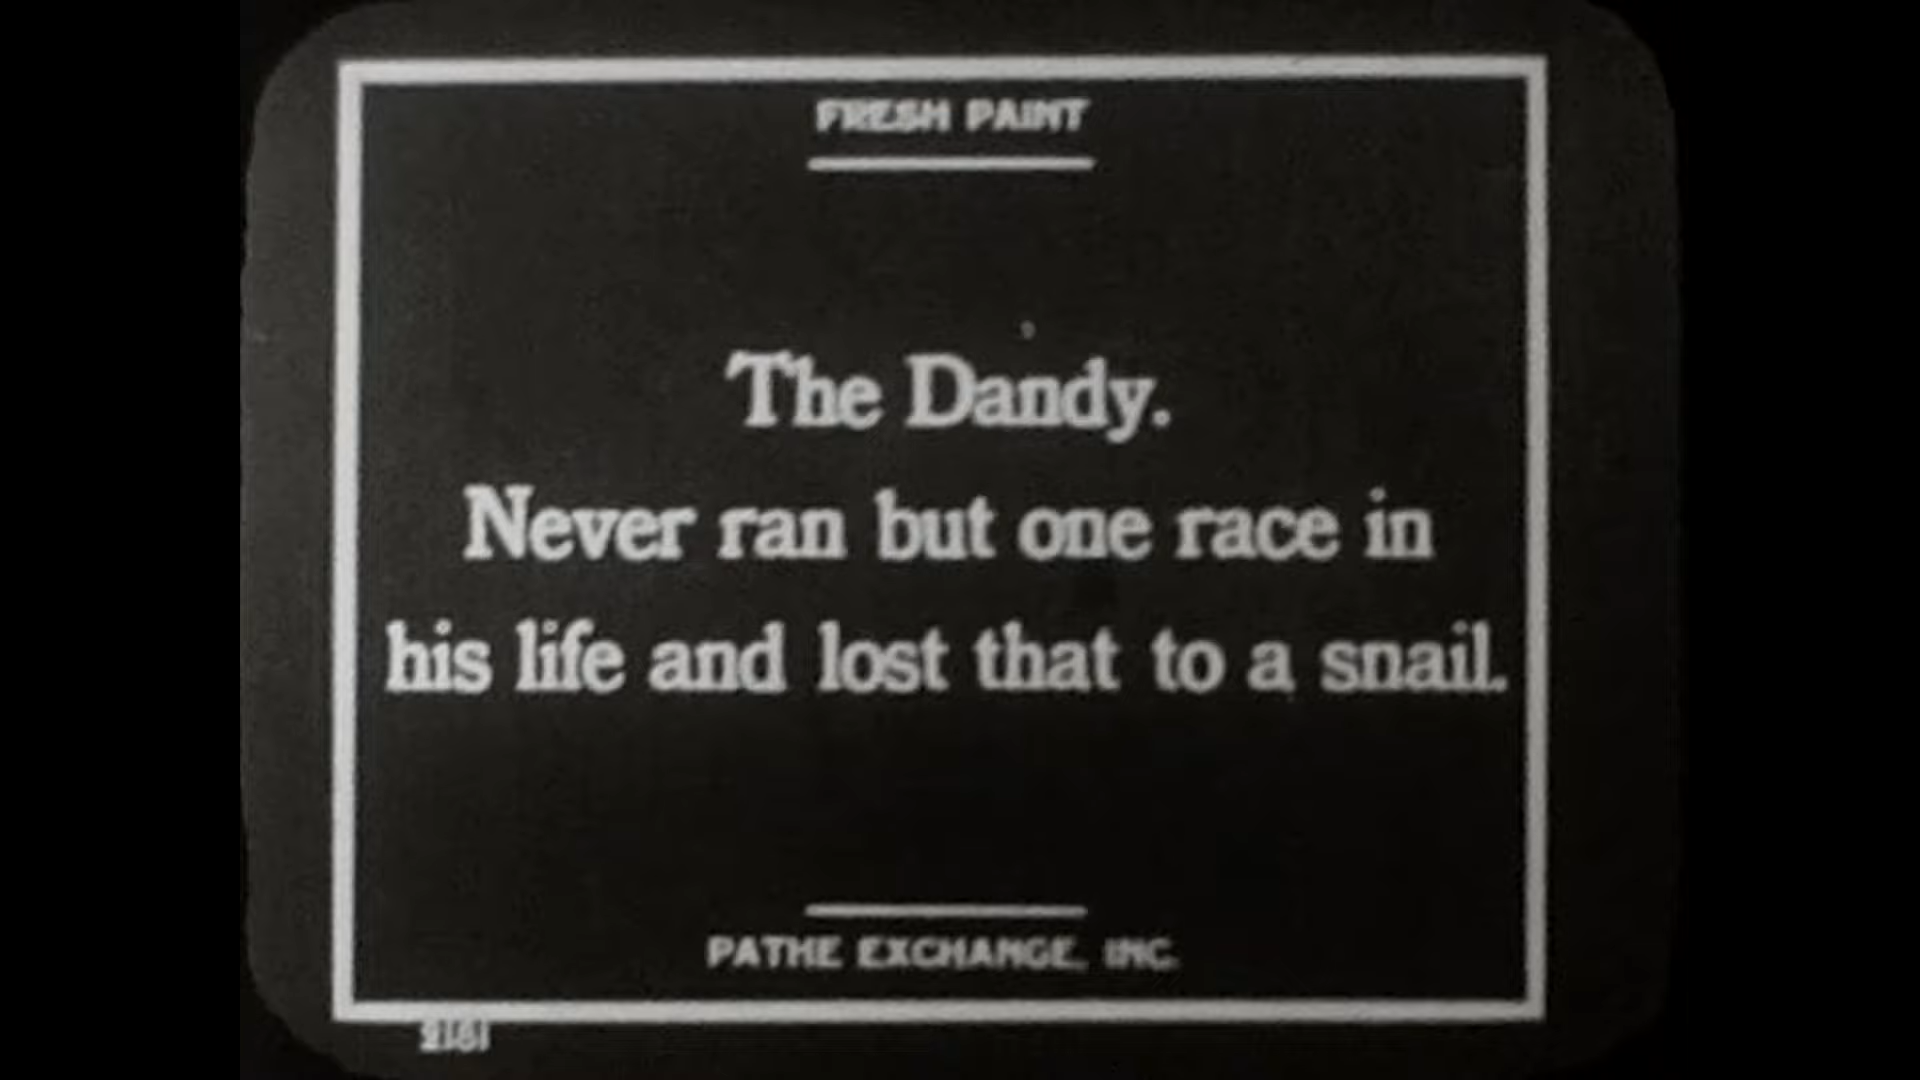 FRESH PAINT
The Dandy.
Never ran but one race in
his life and lost that to a snail.
PATHE EXCHANGE, INC.